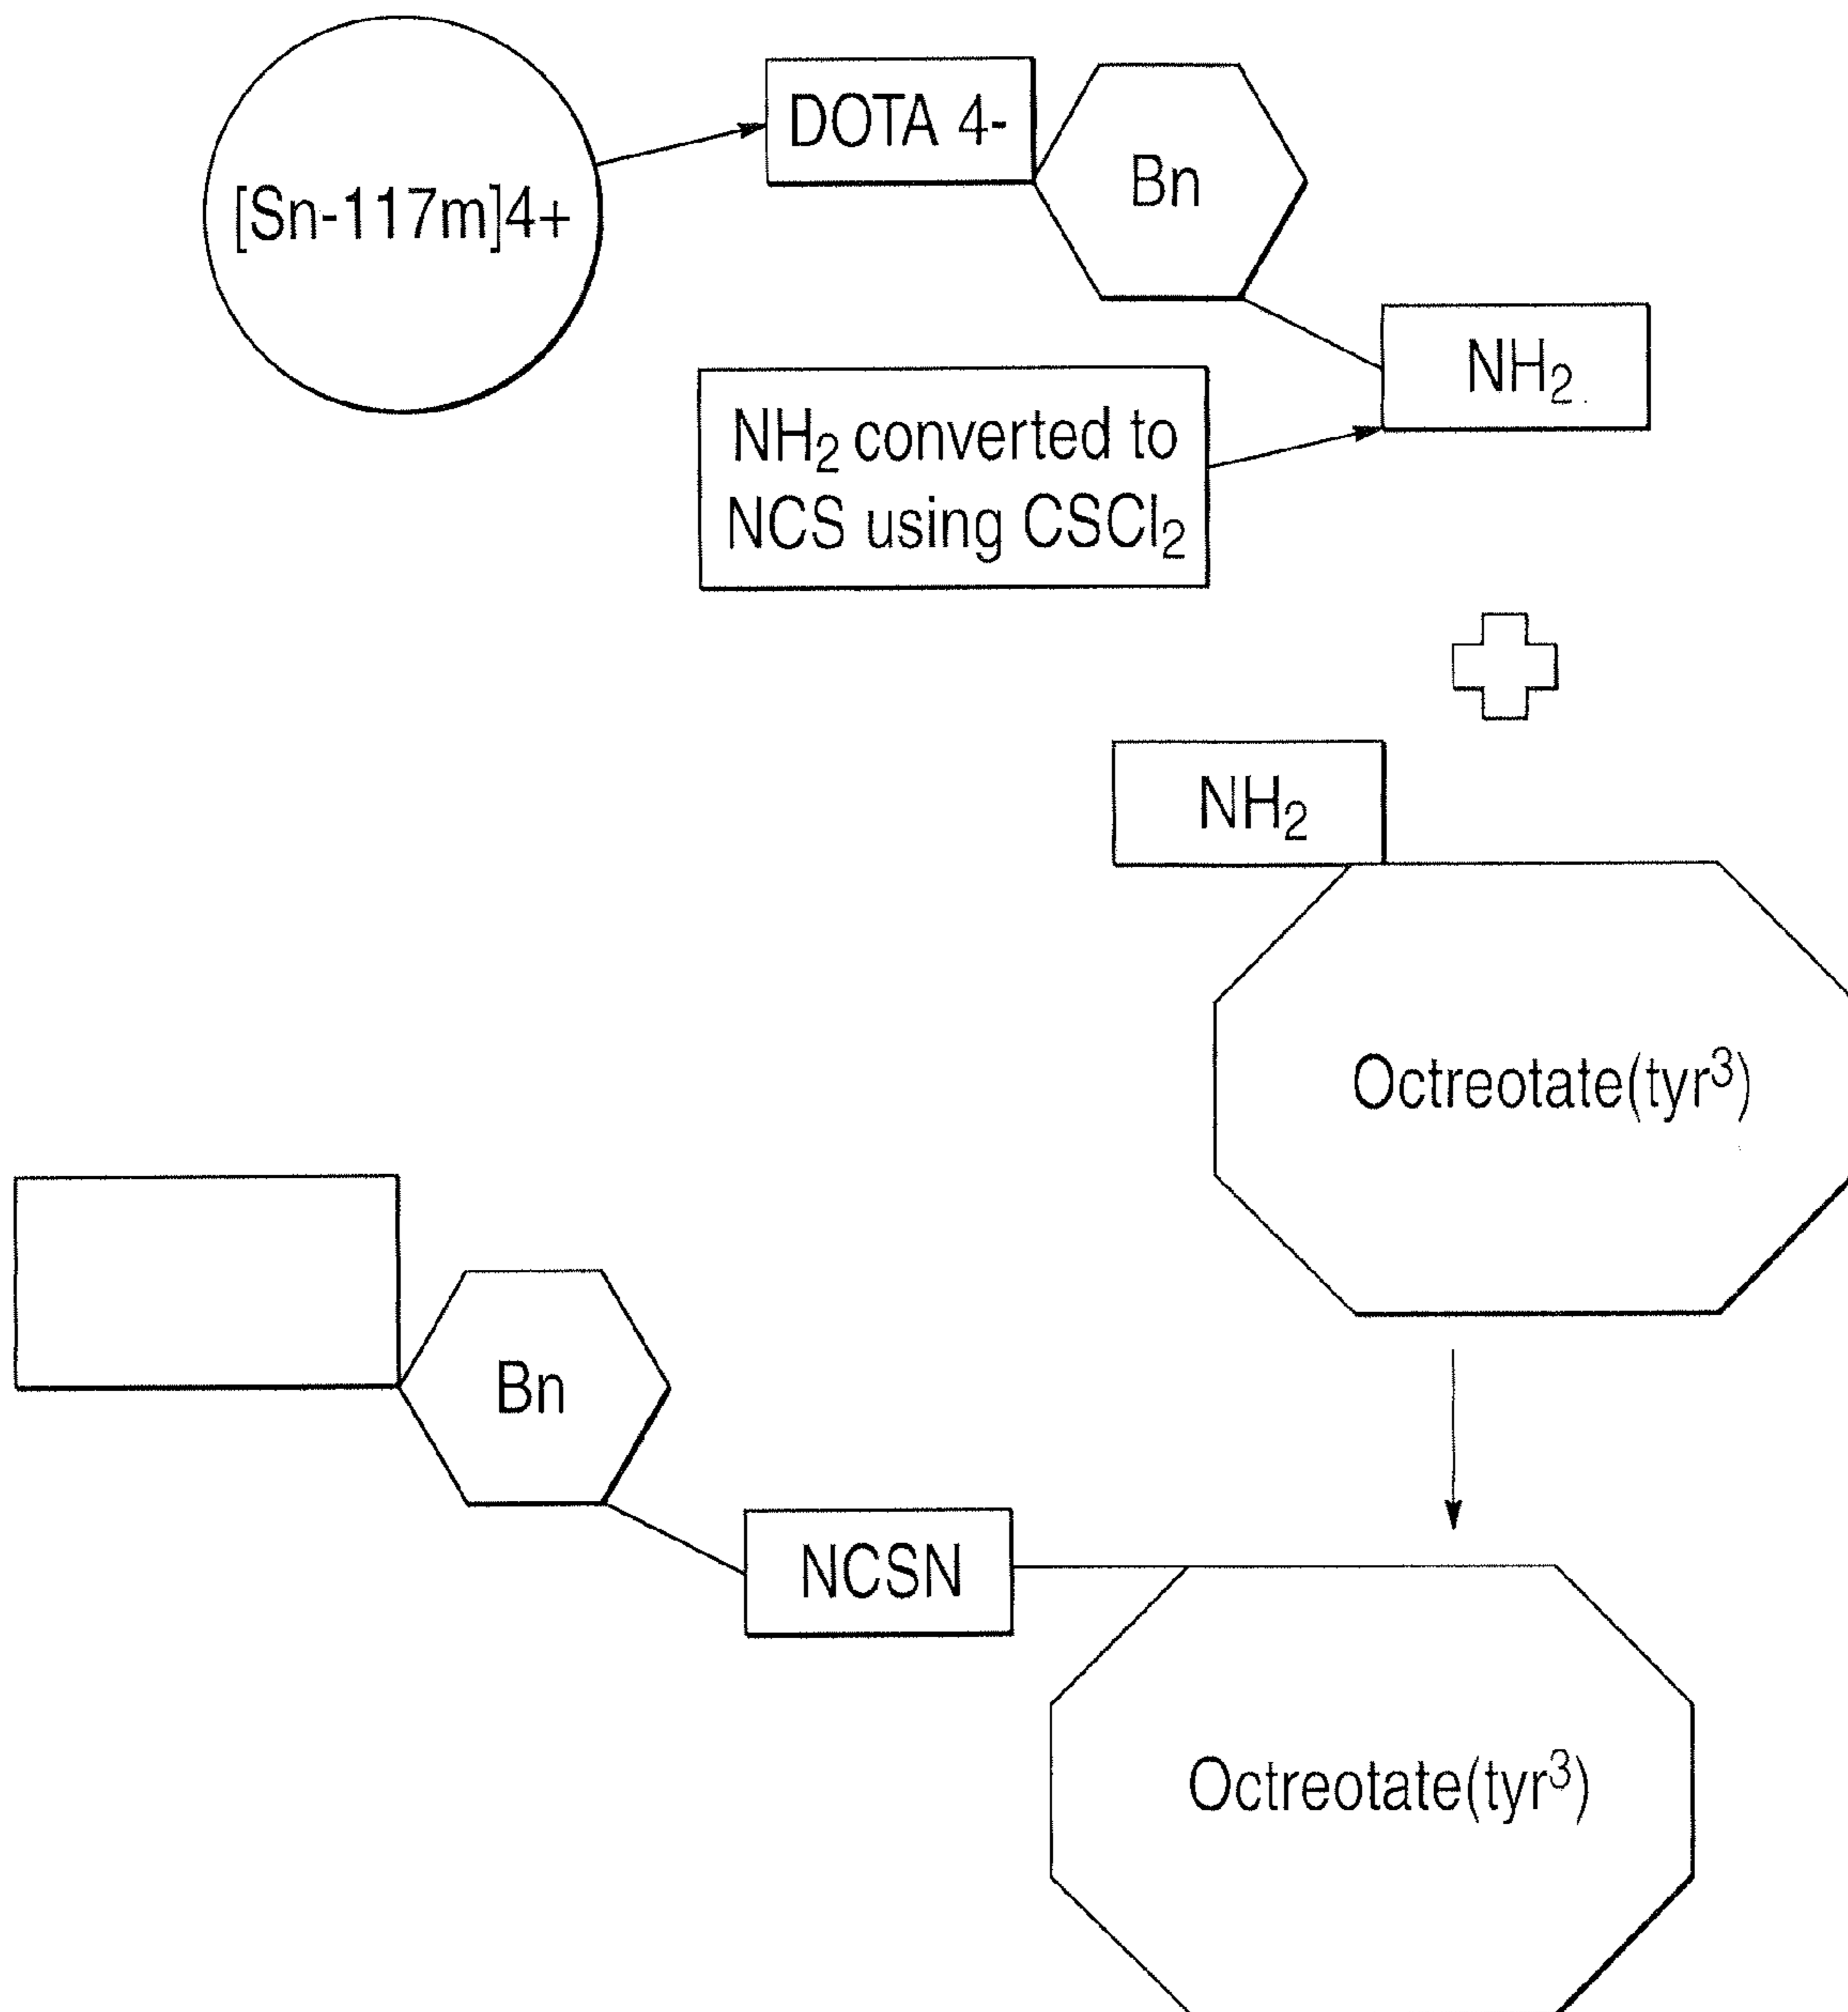 [Sn-117m]4+
DOTA 4-
Bn
NH₂
NH₂ converted to
NCS using CSCl₂
NH₂
Octreotate(tyr³)
Bn
NCSN
Octreotate(tyr³)